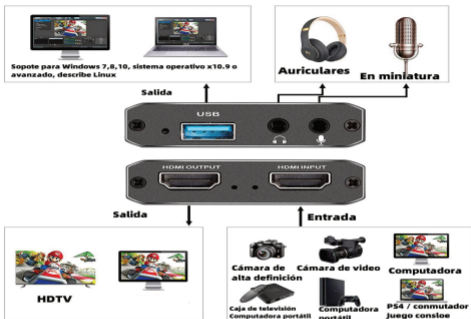 Sopote para Windows 7,8,10, sistema operativo x10.9 o
avanzado, describe Linux
Auriculares
En miniatura
Salida
USB
HDMI OUTPUT
HDMI INPUT
Salida
Entrada
HDTV
Cámara de
alta definición
Cámara de video
Computadora
Caja de televisión
Computadora portátil
Computadora
portátil
PS4 / conmutador
Juego consloe